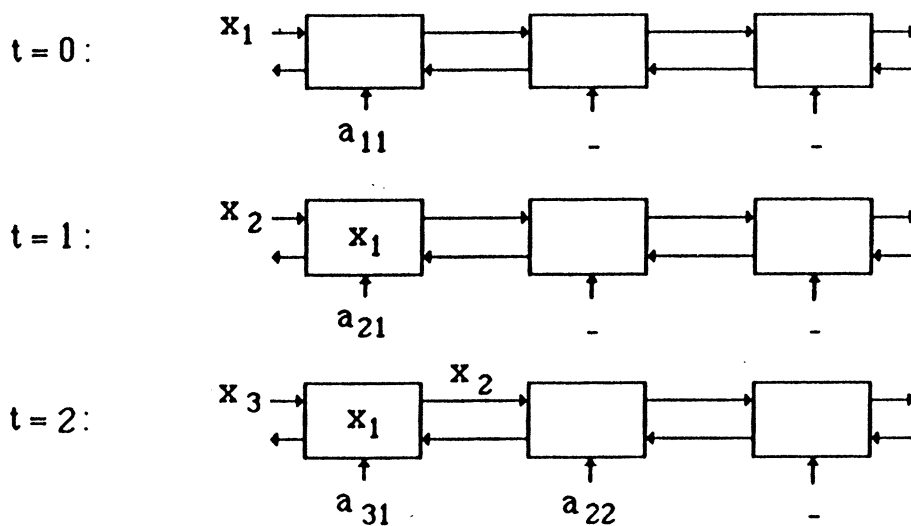 x₁
t = 0 :
a₁₁ - -
x₂
t = 1 : x₁
a₂₁ - -
x₂
x₃
t = 2 : x₁
a₃₁ a₂₂ -